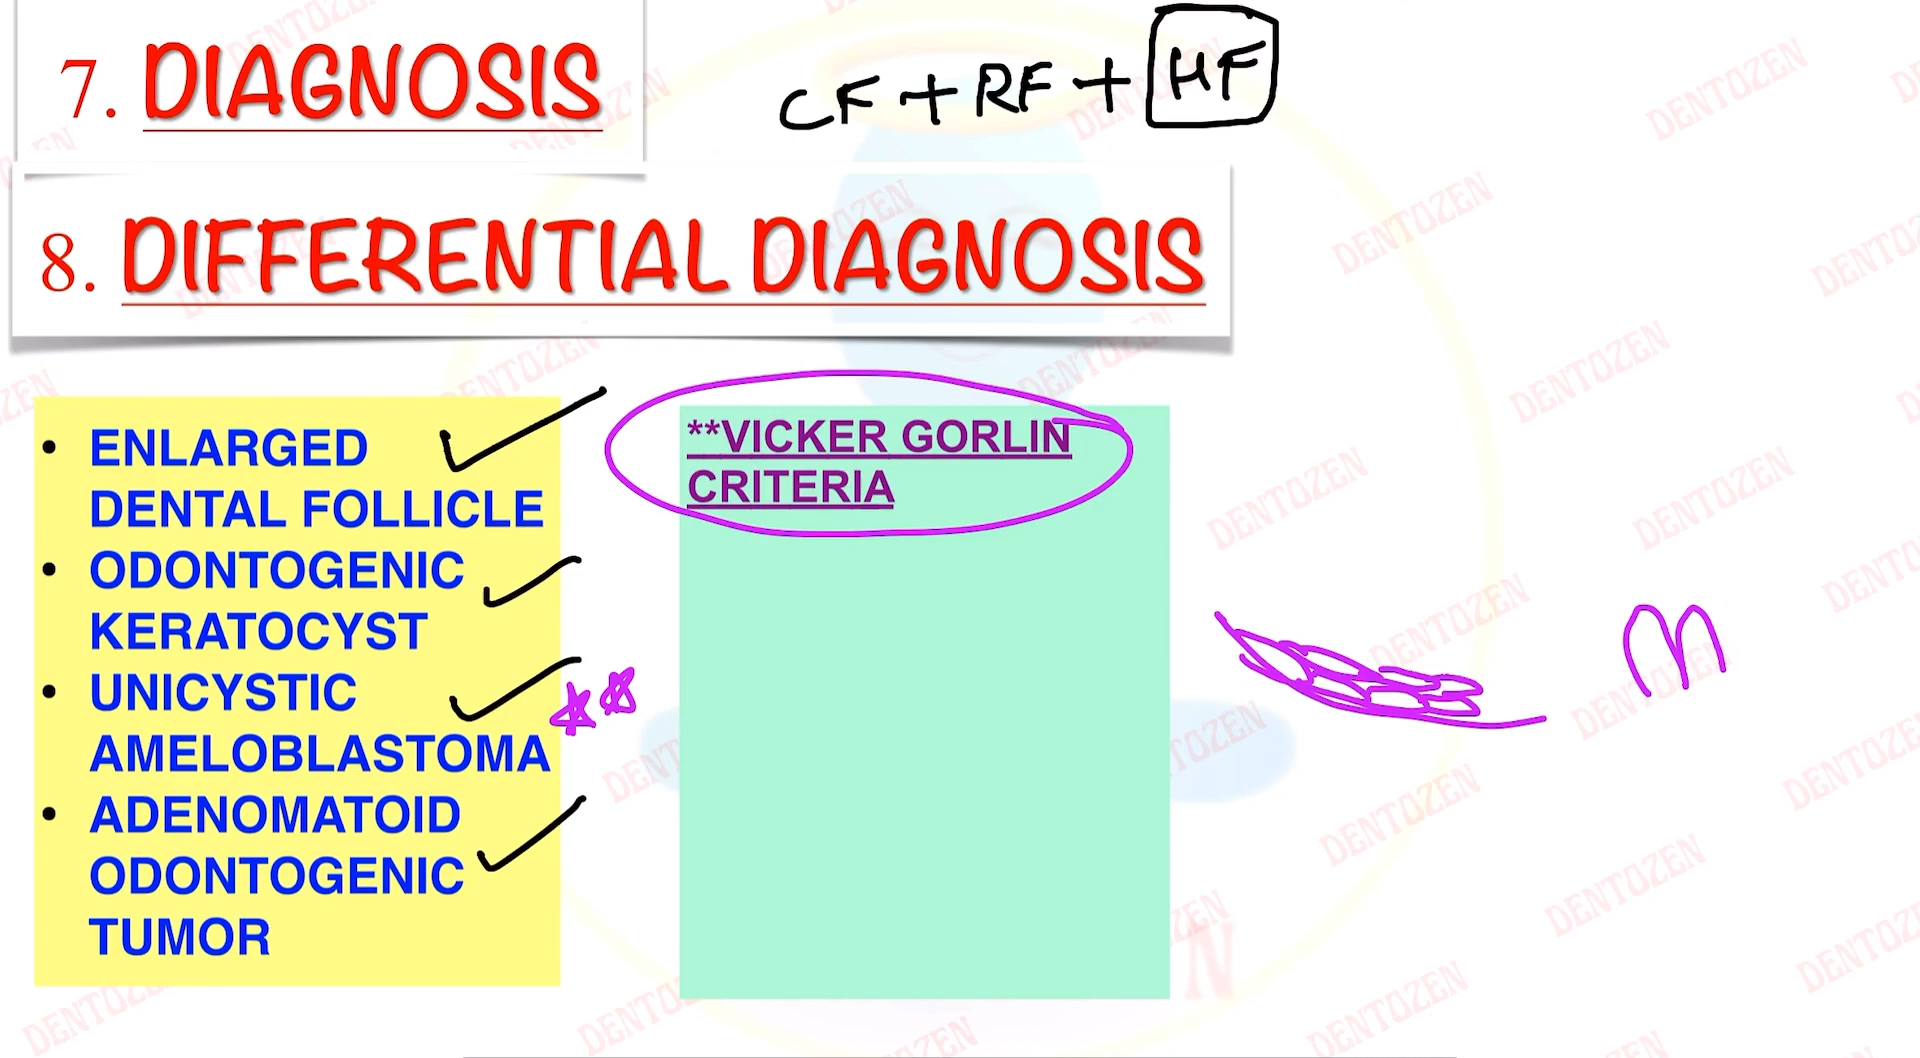 7. DIAGNOSIS
CF + RF + HF
8. DIFFERENTIAL DIAGNOSIS
• ENLARGED
DENTAL FOLLICLE
• ODONTOGENIC
KERATOCYST
• UNICYSTIC
AMELOBLASTOMA
• ADENOMATOID
ODONTOGENIC
TUMOR
**VICKER GORLIN
CRITERIA
DENTOZEN